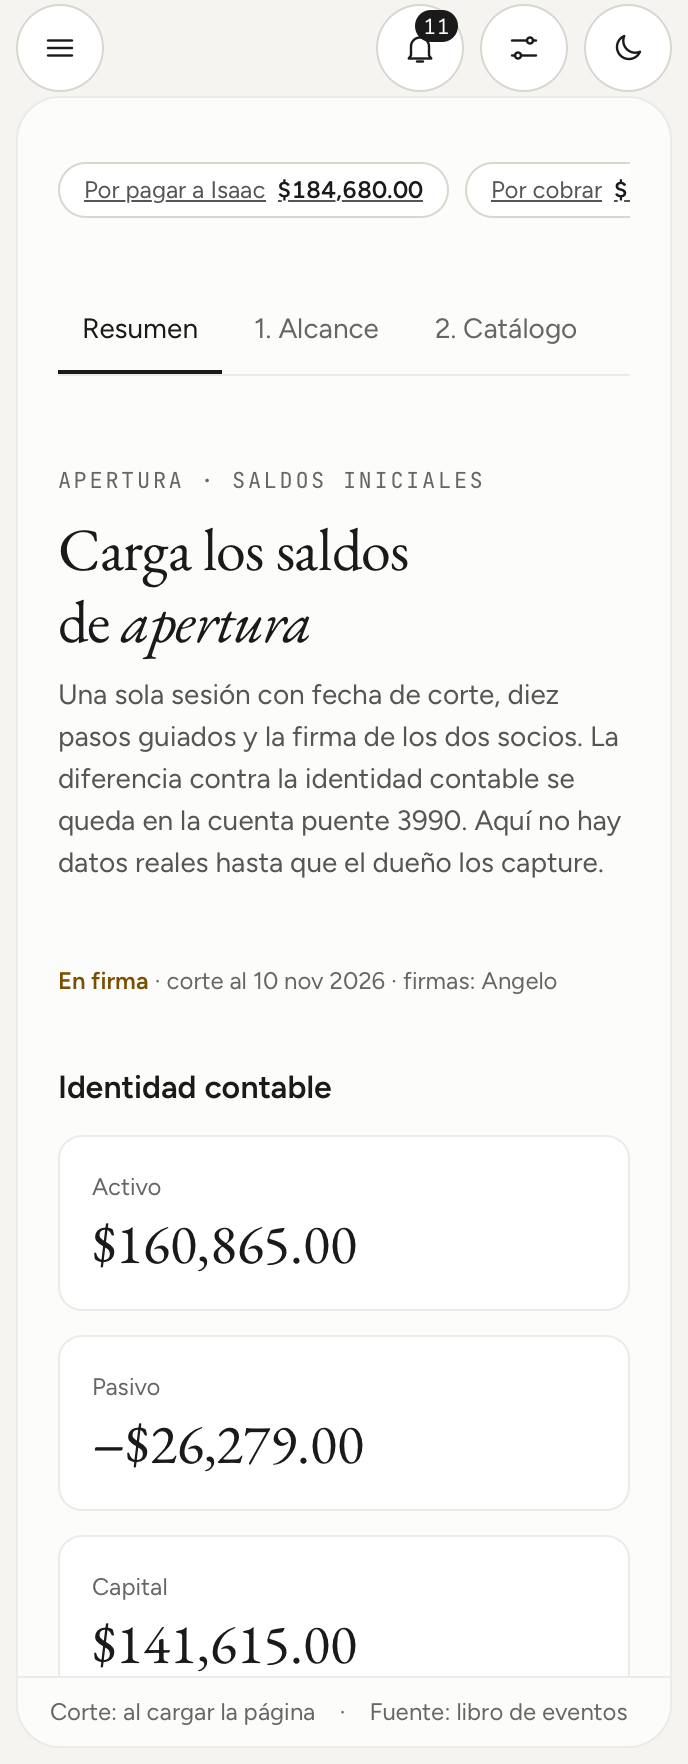 11
Por pagar a Isaac $184,680.00
Por cobrar $
Resumen
1. Alcance
2. Catálogo
APERTURA · SALDOS INICIALES
Carga los saldos
de apertura
Una sola sesión con fecha de corte, diez
pasos guiados y la firma de los dos socios. La
diferencia contra la identidad contable se
queda en la cuenta puente 3990. Aquí no hay
datos reales hasta que el dueño los capture.
En firma · corte al 10 nov 2026 · firmas: Angelo
Identidad contable
Activo
$160,865.00
Pasivo
–$26,279.00
Capital
$141,615.00
Corte: al cargar la página · Fuente: libro de eventos